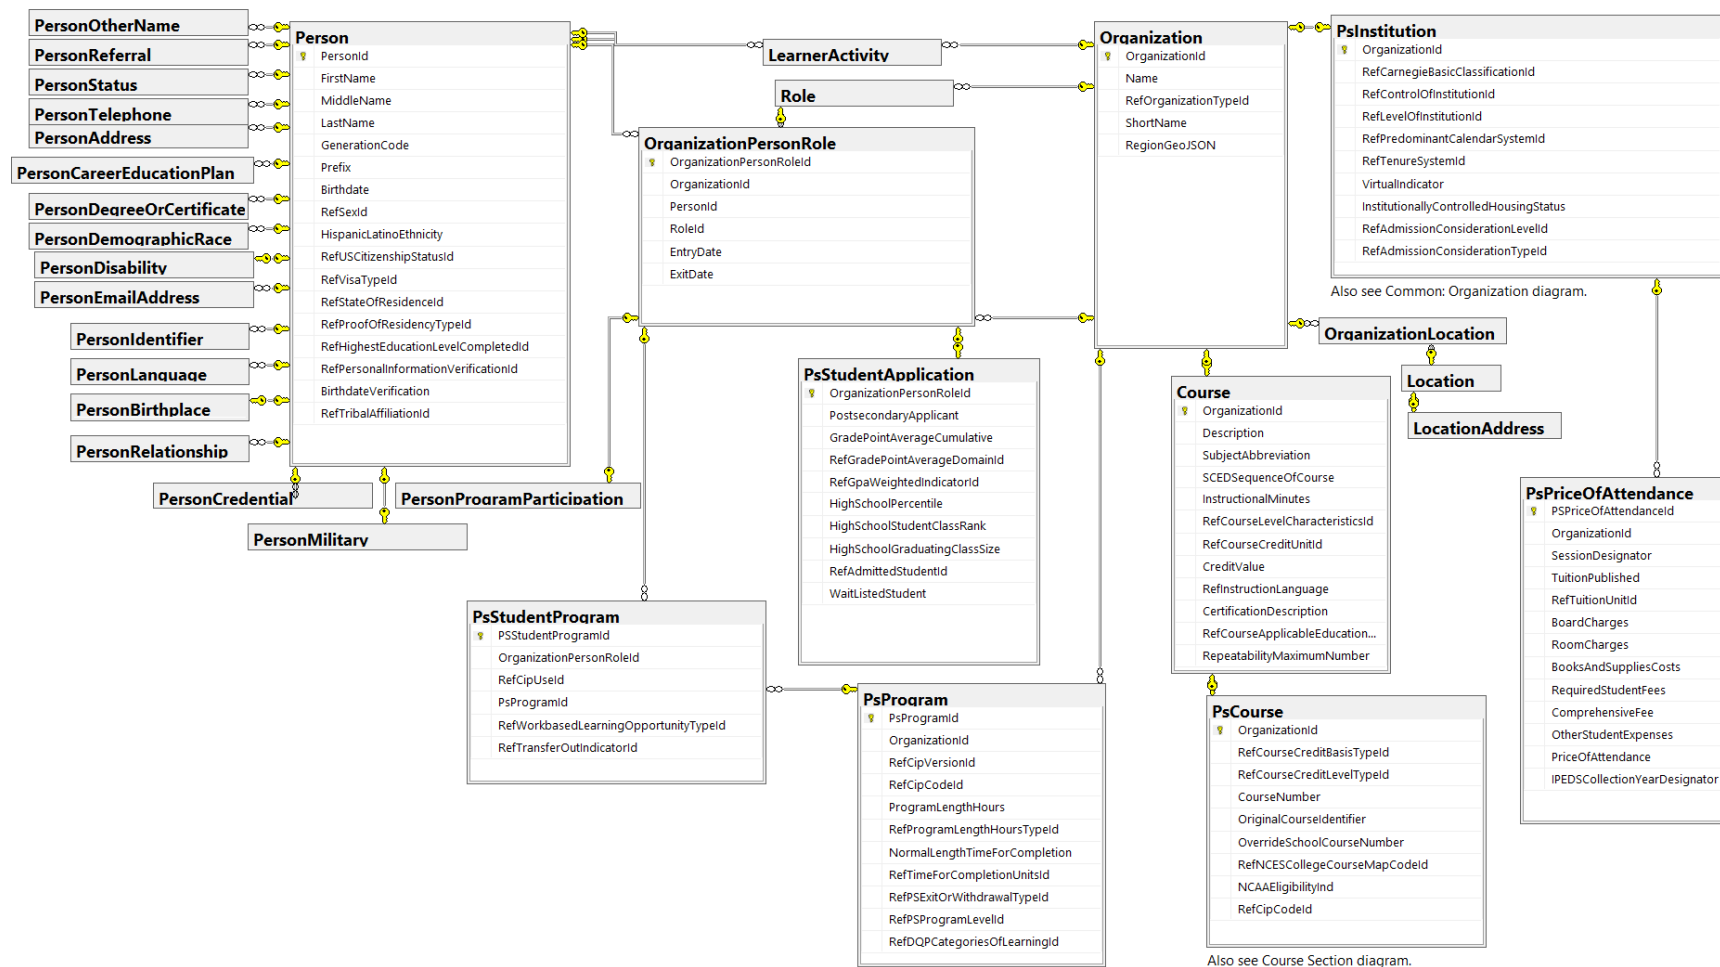 PersonOtherName
PersonReferral
PersonStatus
PersonTelephone
PersonAddress
PersonCareerEducationPlan
PersonDegreeOrCertificate
PersonDemographicRace
PersonDisability
PersonEmailAddress
PersonIdentifier
PersonLanguage
PersonBirthplace
PersonRelationship
PersonCredential
PersonMilitary
PersonProgramParticipation
Person
PersonId
FirstName
MiddleName
LastName
GenerationCode
Prefix
Birthdate
RefSexId
HispanicLatinoEthnicity
RefUSCitizenshipStatusId
RefVisaTypeId
RefStateOfResidenceId
RefProofOfResidencyTypeId
RefHighestEducationLevelCompletedId
RefPersonalInformationVerificationId
BirthdateVerification
RefTribalAffiliationId
LearnerActivity
Role
OrganizationPersonRole
OrganizationPersonRoleId
OrganizationId
PersonId
RoleId
EntryDate
ExitDate
PsStudentApplication
OrganizationPersonRoleId
PostsecondaryApplicant
GradePointAverageCumulative
RefGradePointAverageDomainId
RefGpaWeightedIndicatorId
HighSchoolPercentile
HighSchoolStudentClassRank
HighSchoolGraduatingClassSize
RefAdmittedStudentId
WaitListedStudent
PsStudentProgram
PSStudentProgramId
OrganizationPersonRoleId
RefCipUseId
PsProgramId
RefWorkbasedLearningOpportunityTypeId
RefTransferOutIndicatorId
PsProgram
PsProgramId
OrganizationId
RefCipVersionId
RefCipCodeId
ProgramLengthHours
RefProgramLengthHoursTypeId
NormalLengthTimeForCompletion
RefTimeForCompletionUnitsId
RefPSExitOrWithdrawalTypeId
RefPSProgramLevelId
RefDQPCategoriesOfLearningId
Organization
OrganizationId
Name
RefOrganizationTypeId
ShortName
RegionGeoJSON
PsInstitution
OrganizationId
RefCarnegieBasicClassificationId
RefControlOfInstitutionId
RefLevelOfInstitutionId
RefPredominantCalendarSystemId
RefTenureSystemId
VirtualIndicator
InstitutionallyControlledHousingStatus
RefAdmissionConsiderationLevelId
RefAdmissionConsiderationTypeId
Also see Common: Organization diagram.
OrganizationLocation
Location
LocationAddress
Course
OrganizationId
Description
SubjectAbbreviation
SCEDSequenceOfCourse
InstructionalMinutes
RefCourseLevelCharacteristicsId
RefCourseCreditUnitId
CreditValue
RefInstructionLanguage
CertificationDescription
RefCourseApplicableEducation...
RepeatabilityMaximumNumber
PsCourse
OrganizationId
RefCourseCreditBasisTypeId
RefCourseCreditLevelTypeId
CourseNumber
OriginalCourseIdentifier
OverrideSchoolCourseNumber
RefNCESCollegeCourseMapCodeId
NCAAEligibilityInd
RefCipCodeId
Also see Course Section diagram.
PsPriceOfAttendance
PSPriceOfAttendanceId
OrganizationId
SessionDesignator
TuitionPublished
RefTuitionUnitId
BoardCharges
RoomCharges
BooksAndSuppliesCosts
RequiredStudentFees
ComprehensiveFee
OtherStudentExpenses
PriceOfAttendance
IPEDSCollectionYearDesignator